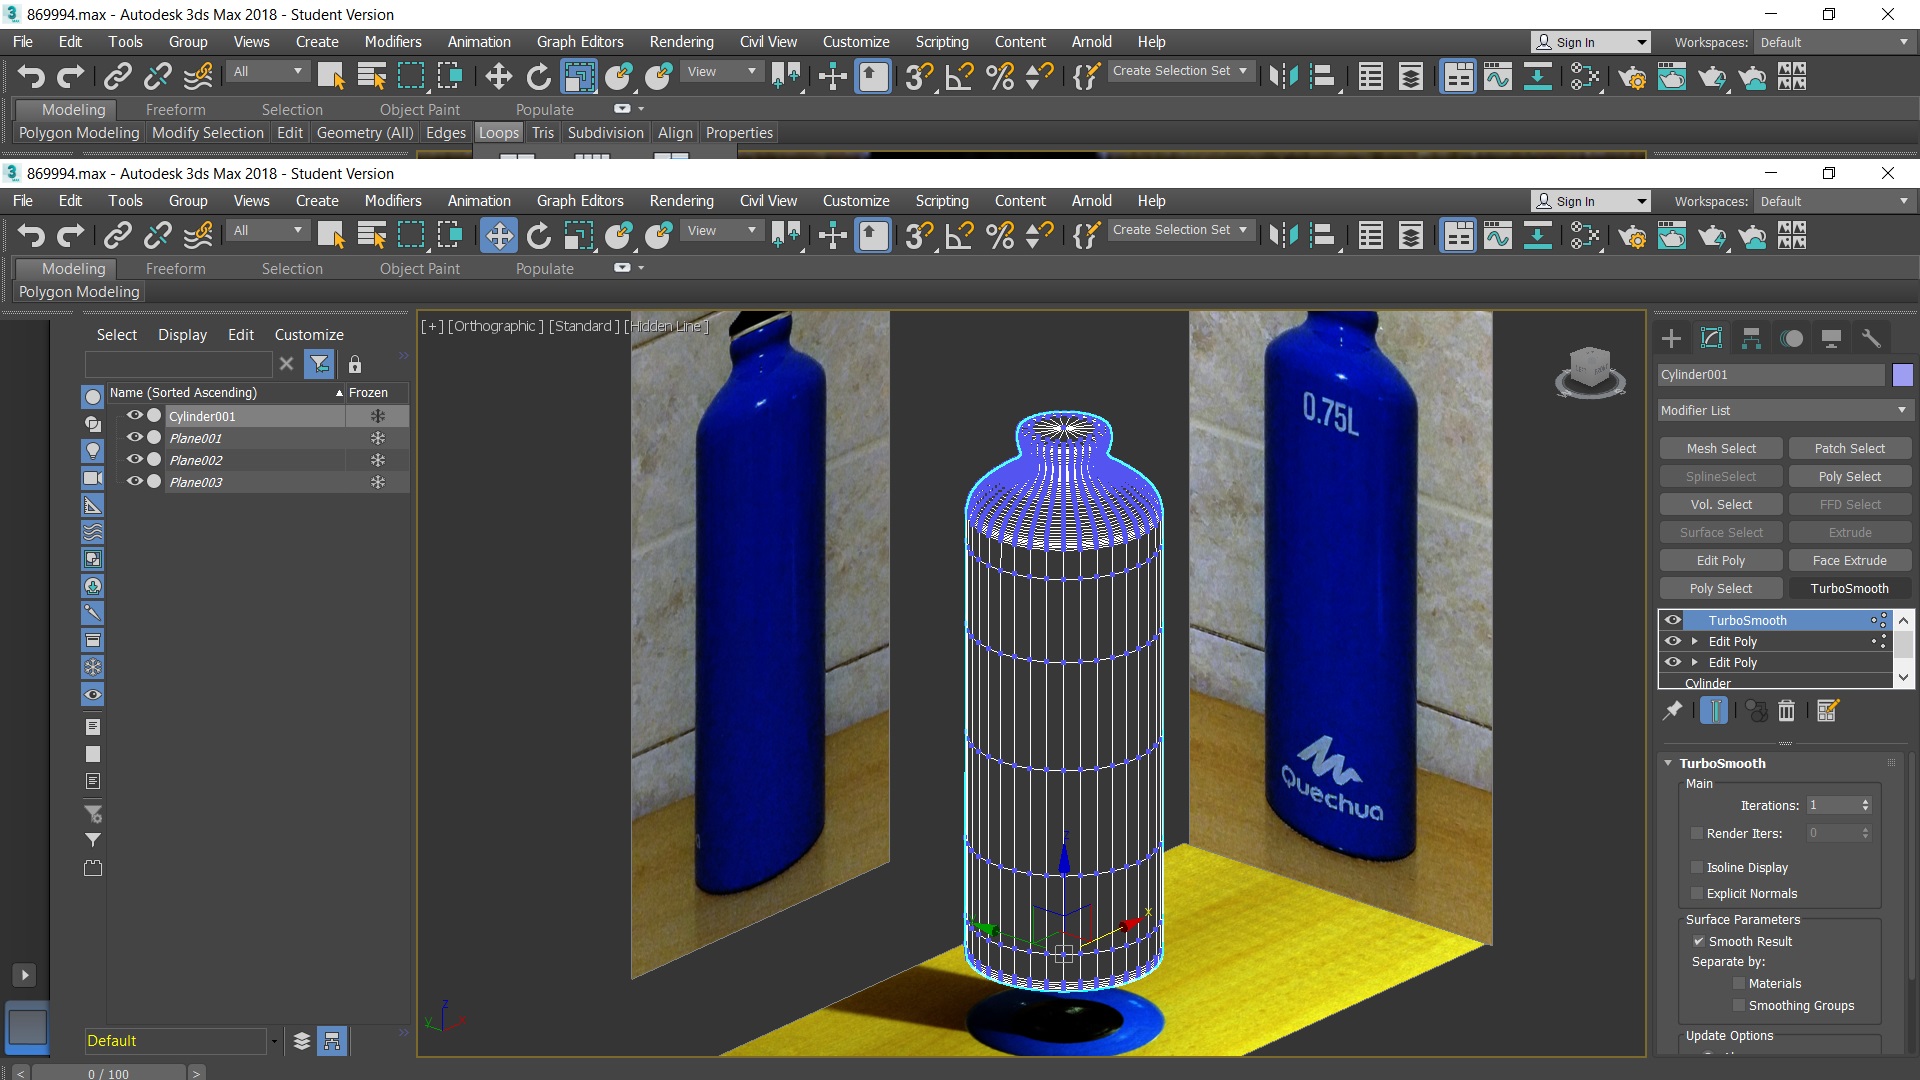 869994.max - Autodesk 3ds Max 2018 - Student Version
File Edit Tools Group Views Create Modifiers Animation Graph Editors Rendering Civil View Customize Scripting Content Arnold Help Sign In Workspaces: Default
All View Create Selection Set
Modeling Freeform Selection Object Paint Populate
Polygon Modeling Modify Selection Edit Geometry (All) Edges Loops Tris Subdivision Align Properties
869994.max - Autodesk 3ds Max 2018 - Student Version
File Edit Tools Group Views Create Modifiers Animation Graph Editors Rendering Civil View Customize Scripting Content Arnold Help Sign In Workspaces: Default
All View Create Selection Set
Modeling Freeform Selection Object Paint Populate
Polygon Modeling
Select Display Edit Customize
Name (Sorted Ascending) Frozen
Cylinder001
Plane001
Plane002
Plane003
Default
0 / 100
[+] [Orthographic ] [Standard ] [Hidden Line ]
0.75L
Quechua
z
x
z
y
x
Cylinder001
Modifier List
Mesh Select Patch Select
SplineSelect Poly Select
Vol. Select FFD Select
Surface Select Extrude
Edit Poly Face Extrude
Poly Select TurboSmooth
TurboSmooth
Edit Poly
Edit Poly
Cylinder
TurboSmooth
Main
Iterations: 1
Render Iters: 0
Isoline Display
Explicit Normals
Surface Parameters
Smooth Result
Separate by:
Materials
Smoothing Groups
Update Options